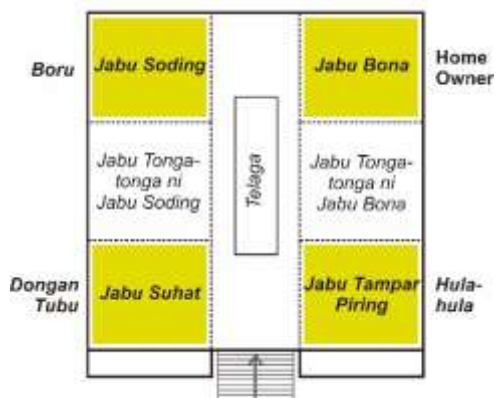 Boru
Jabu Soding
Jabu Bona
Home
Owner
Jabu Tonga-
tonga ni
Jabu Soding
Telaga
Jabu Tonga-
tonga ni
Jabu Bona
Dongan
Tubu
Jabu Suhat
Jabu Tampar
Piring
Hula-
hula